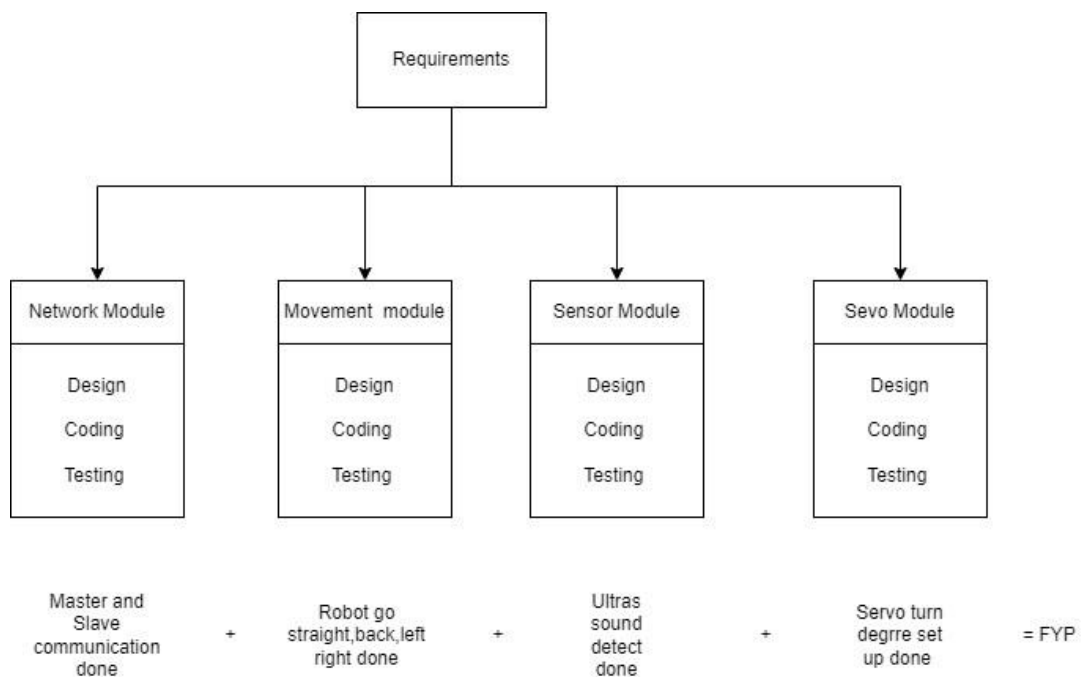 Requirements
Network Module
Design
Coding
Testing
Movement  module
Design
Coding
Testing
Sensor Module
Design
Coding
Testing
Sevo Module
Design
Coding
Testing
Master and
Slave
communication
done
+
Robot go
straight,back,left
right done
+
Ultras
sound
detect
done
+
Servo turn
degrre set
up done
= FYP